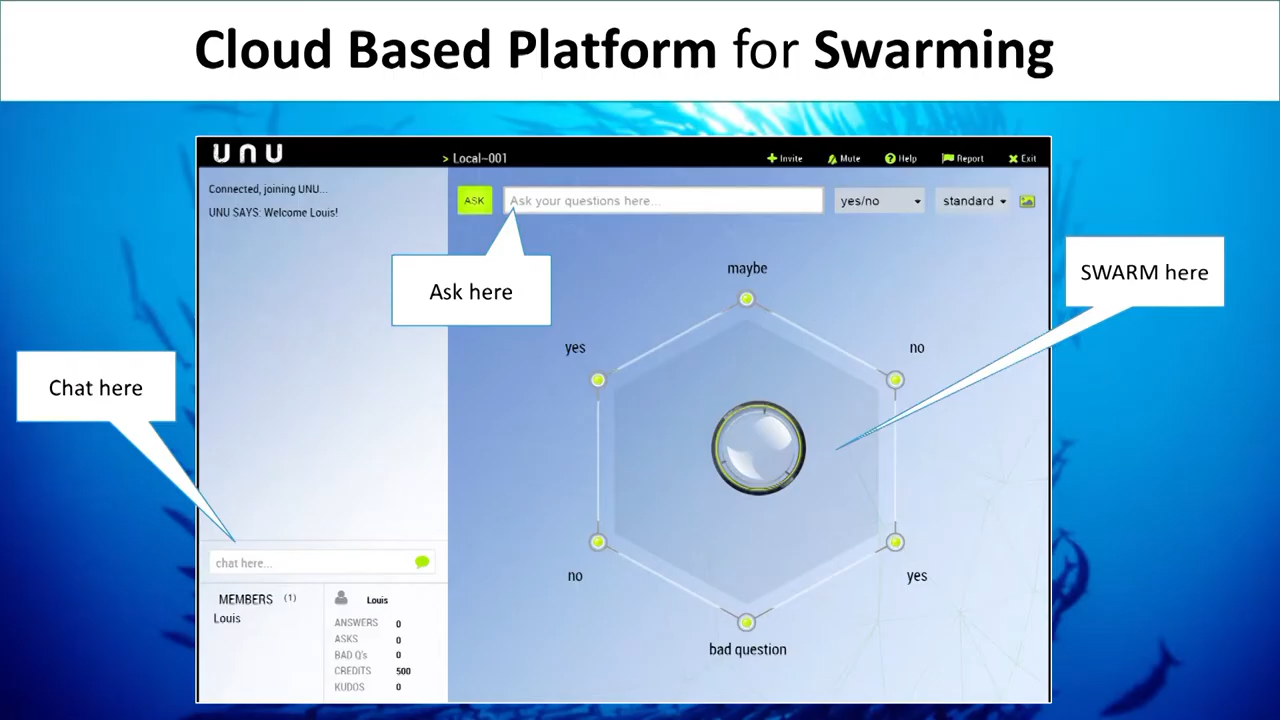 Cloud Based Platform for Swarming
UNU
> Local-001
Invite
Mute
Help
Report
Exit
Connected, joining UNU...
UNU SAYS: Welcome Louis!
ASK
Ask your questions here...
yes/no
standard
Ask here
SWARM here
Chat here
maybe
yes
no
no
yes
bad question
chat here...
MEMBERS (1)
Louis
Louis
ANSWERS 0
ASKS 0
BAD Q's 0
CREDITS 500
KUDOS 0